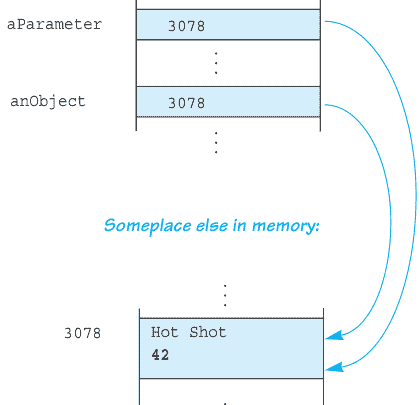 aParameter 3078
anObject 3078
Someplace else in memory:
3078 Hot Shot
42